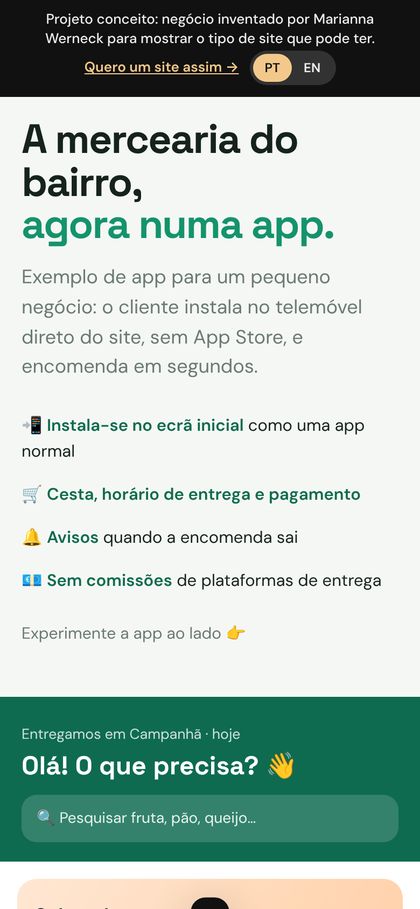 Projeto conceito: negócio inventado por Marianna
Werneck para mostrar o tipo de site que pode ter.
Quero um site assim →
PT
EN
A mercearia do
bairro,
agora numa app.
Exemplo de app para um pequeno
negócio: o cliente instala no telemóvel
direto do site, sem App Store, e
encomenda em segundos.
📲 Instala-se no ecrã inicial como uma app
normal
🛒 Cesta, horário de entrega e pagamento
🔔 Avisos quando a encomenda sai
💶 Sem comissões de plataformas de entrega
Experimente a app ao lado 👉
Entregamos em Campanhã · hoje
Olá! O que precisa? 👋
🔍 Pesquisar fruta, pão, queijo…